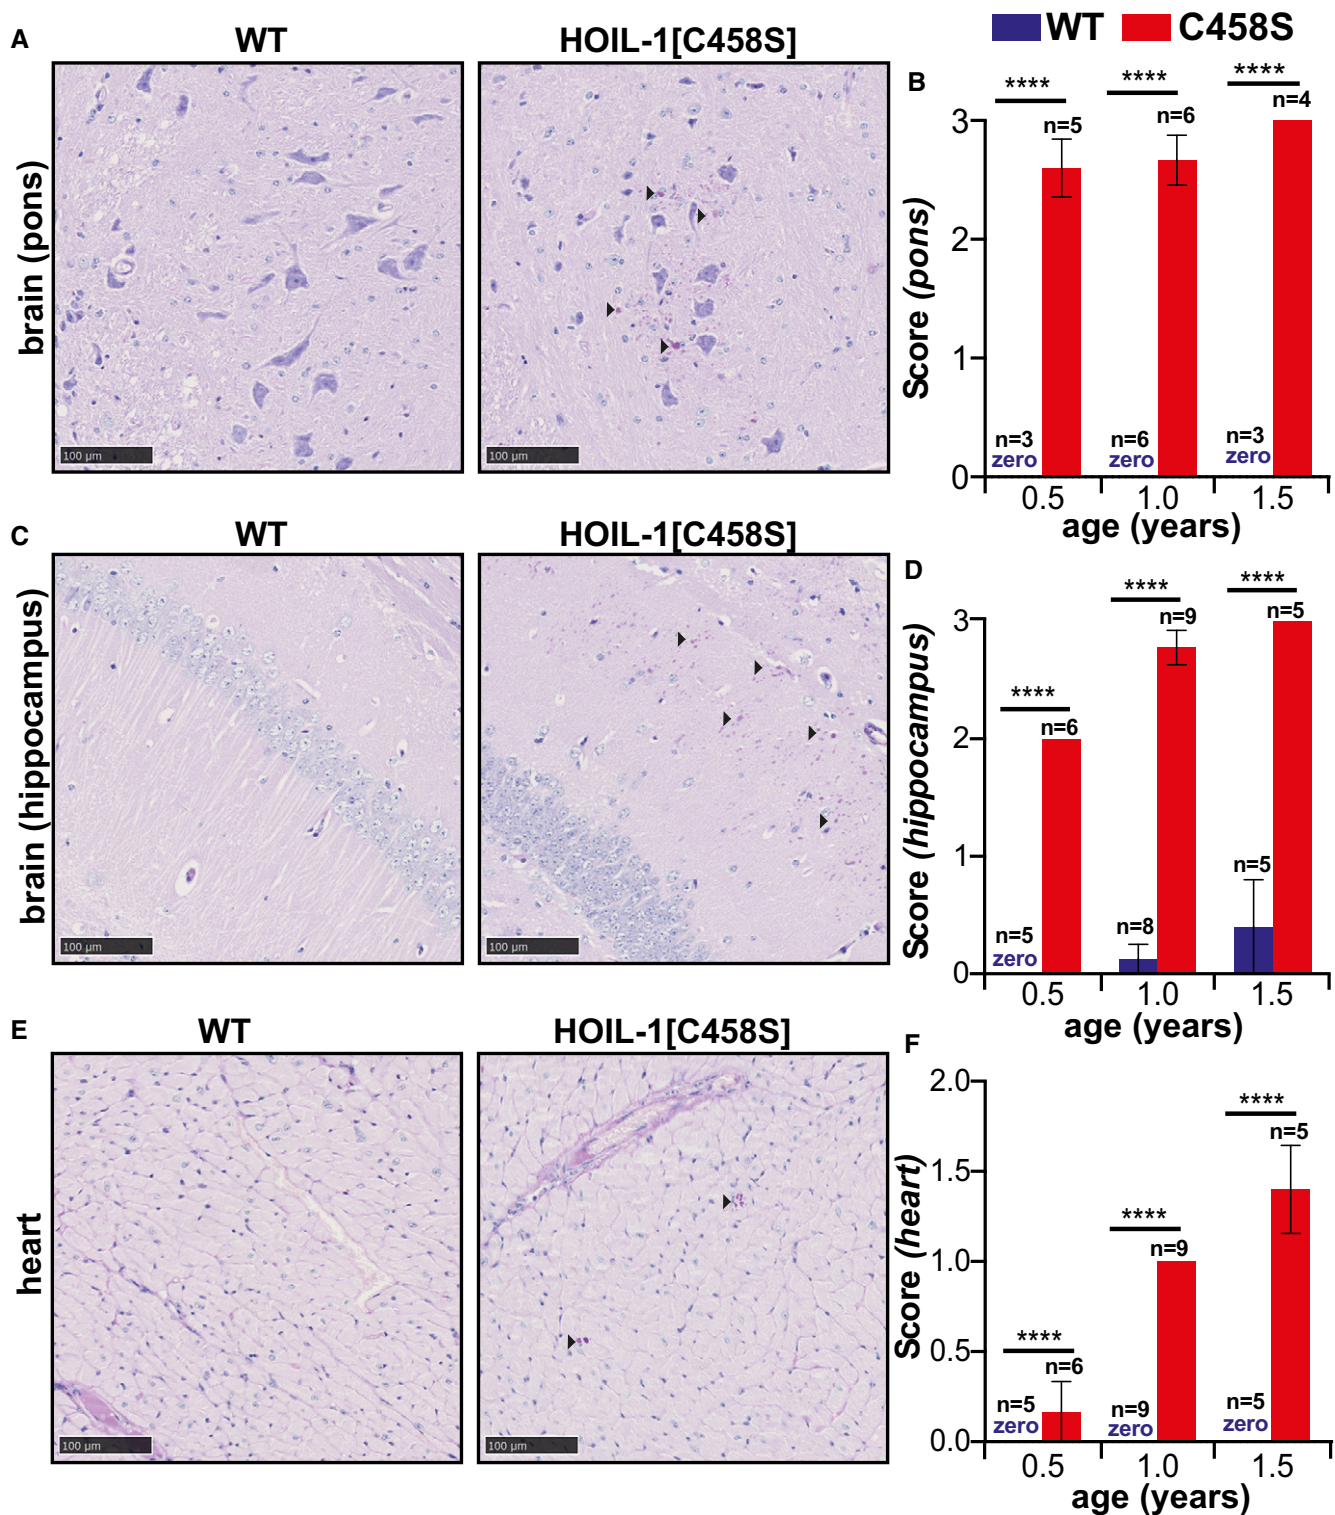 A
WT
HOIL-1[C458S]
brain (pons)
100 µm
100 µm
WT
C458S
B
Score (pons)
3
2
1
0
****
****
****
n=5
n=6
n=4
n=3
zero
n=6
zero
n=3
zero
0.5
1.0
1.5
age (years)
C
WT
HOIL-1[C458S]
brain (hippocampus)
100 µm
100 µm
D
Score (hippocampus)
3
2
1
0
****
****
****
n=6
n=9
n=5
n=5
zero
n=8
n=5
0.5
1.0
1.5
age (years)
E
WT
HOIL-1[C458S]
heart
100 µm
100 µm
F
Score (heart)
2.0
1.5
1.0
0.5
0.0
****
****
****
n=6
n=9
n=5
n=5
zero
n=9
zero
n=5
zero
0.5
1.0
1.5
age (years)